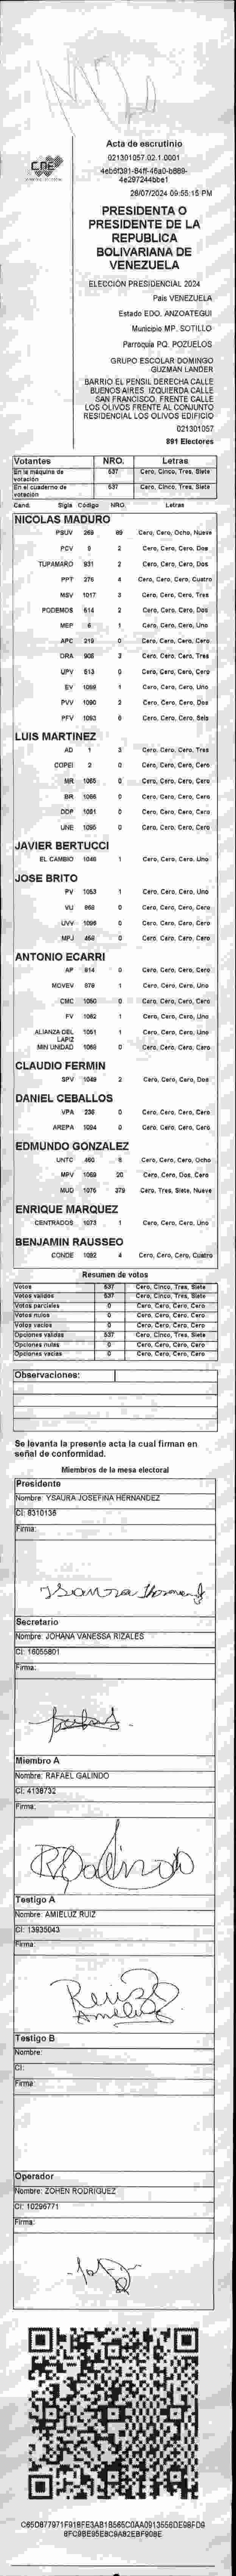 Acta de escrutinio
021301057.02.1.0001
4eb5f391-84ff-46a0-b889-
4e297244bbe1
28/07/2024 09:55:15 PM
CNE
PRESIDENTA O
PRESIDENTE DE LA
REPUBLICA
BOLIVARIANA DE
VENEZUELA
ELECCIÓN PRESIDENCIAL 2024
País VENEZUELA
Estado EDO. ANZOATEGUI
Municipio MP. SOTILLO
Parroquia PQ. POZUELOS
GRUPO ESCOLAR DOMINGO
GUZMAN LANDER
BARRIO EL PENSIL DERECHA CALLE
BUENOS AIRES. IZQUIERDA CALLE
SAN FRANCISCO. FRENTE CALLE
LOS OLIVOS FRENTE AL CONJUNTO
RESIDENCIAL LOS OLIVOS EDIFICIO
021301057
891 Electores
Votantes NRO. Letras
En la máquina de votación 537 Cero, Cinco, Tres, Siete
En el cuaderno de votación 537 Cero, Cinco, Tres, Siete
Cand. Sigla Código NRO. Letras
NICOLAS MADURO
PSUV 268 89 Cero, Cero, Ocho, Nueve
PCV 9 2 Cero, Cero, Cero, Dos
TUPAMARO 931 2 Cero, Cero, Cero, Dos
PPT 276 4 Cero, Cero, Cero, Cuatro
MSV 1017 3 Cero, Cero, Cero, Tres
PODEMOS 614 2 Cero, Cero, Cero, Dos
MEP 6 1 Cero, Cero, Cero, Uno
APC 219 0 Cero, Cero, Cero, Cero
ORA 905 3 Cero, Cero, Cero, Tres
UPV 513 0 Cero, Cero, Cero, Cero
EV 1089 1 Cero, Cero, Cero, Uno
PVV 1090 2 Cero, Cero, Cero, Dos
PFV 1093 6 Cero, Cero, Cero, Seis
LUIS MARTINEZ
AD 1 3 Cero, Cero, Cero, Tres
COPEI 2 0 Cero, Cero, Cero, Cero
MR 1065 0 Cero, Cero, Cero, Cero
BR 1066 0 Cero, Cero, Cero, Cero
DDP 1091 0 Cero, Cero, Cero, Cero
UNE 1095 0 Cero, Cero, Cero, Cero
JAVIER BERTUCCI
EL CAMBIO 1046 1 Cero, Cero, Cero, Uno
JOSE BRITO
PV 1053 1 Cero, Cero, Cero, Uno
VU 868 0 Cero, Cero, Cero, Cero
UVV 1096 0 Cero, Cero, Cero, Cero
MPJ 458 0 Cero, Cero, Cero, Cero
ANTONIO ECARRI
AP 914 0 Cero, Cero, Cero, Cero
MOVEV 879 1 Cero, Cero, Cero, Uno
CMC 1050 0 Cero, Cero, Cero, Cero
FV 1082 1 Cero, Cero, Cero, Uno
ALIANZA DEL LAPIZ 1051 1 Cero, Cero, Cero, Uno
MIN UNIDAD 1068 0 Cero, Cero, Cero, Cero
CLAUDIO FERMIN
SPV 1049 2 Cero, Cero, Cero, Dos
DANIEL CEBALLOS
VPA 238 0 Cero, Cero, Cero, Cero
AREPA 1094 0 Cero, Cero, Cero, Cero
EDMUNDO GONZALEZ
UNTC 460 8 Cero, Cero, Cero, Ocho
MPV 1069 20 Cero, Cero, Dos, Cero
MUD 1075 379 Cero, Tres, Siete, Nueve
ENRIQUE MARQUEZ
CENTRADOS 1073 1 Cero, Cero, Cero, Uno
BENJAMIN RAUSSEO
CONDE 1092 4 Cero, Cero, Cero, Cuatro
Resumen de votos
Votos 537 Cero, Cinco, Tres, Siete
Votos válidos 537 Cero, Cinco, Tres, Siete
Votos parciales 0 Cero, Cero, Cero, Cero
Votos nulos 0 Cero, Cero, Cero, Cero
Votos vacíos 0 Cero, Cero, Cero, Cero
Opciones válidas 537 Cero, Cinco, Tres, Siete
Opciones nulas 0 Cero, Cero, Cero, Cero
Opciones vacías 0 Cero, Cero, Cero, Cero
Observaciones:
Se levanta la presente acta la cual firman en
señal de conformidad.
Miembros de la mesa electoral
Presidente
Nombre: YSAURA JOSEFINA HERNANDEZ
CI: 8310136
Firma:
Secretario
Nombre: JOHANA VANESSA RIZALES
CI: 16055801
Firma:
Miembro A
Nombre: RAFAEL GALINDO
CI: 4138732
Firma:
Testigo A
Nombre: AMIELUZ RUIZ
CI: 13935043
Firma:
Testigo B
Nombre:
CI:
Firma:
Operador
Nombre: ZOHEN RODRIGUEZ
CI: 10296771
Firma: